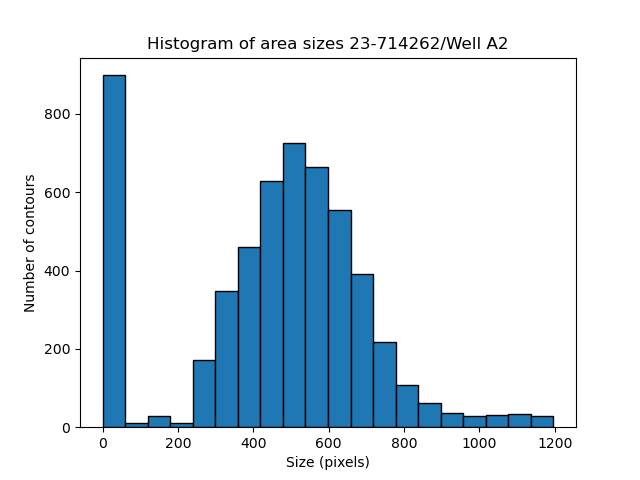 Histogram of area sizes 23-714262/Well A2
Number of contours
800
600
400
200
0
0 200 400 600 800 1000 1200
Size (pixels)